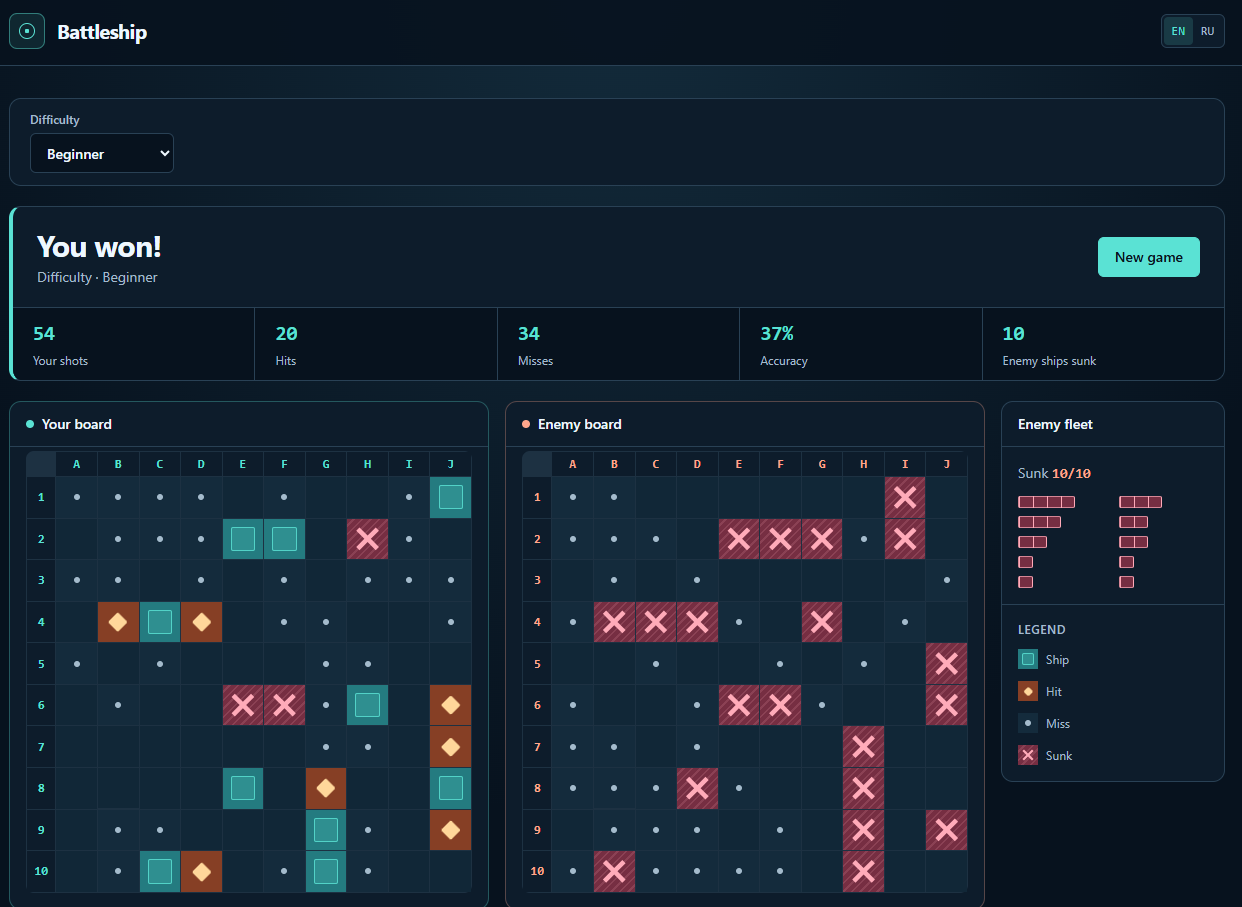 Battleship
EN RU
Difficulty
Beginner
You won!
Difficulty · Beginner
New game
54 20 34 37% 10
Your shots Hits Misses Accuracy Enemy ships sunk
Your board
A B C D E F G H I J
1
2
3
4
5
6
7
8
9
10
Enemy board
A B C D E F G H I J
1
2
3
4
5
6
7
8
9
10
Enemy fleet
Sunk 10/10
LEGEND
Ship
Hit
Miss
Sunk